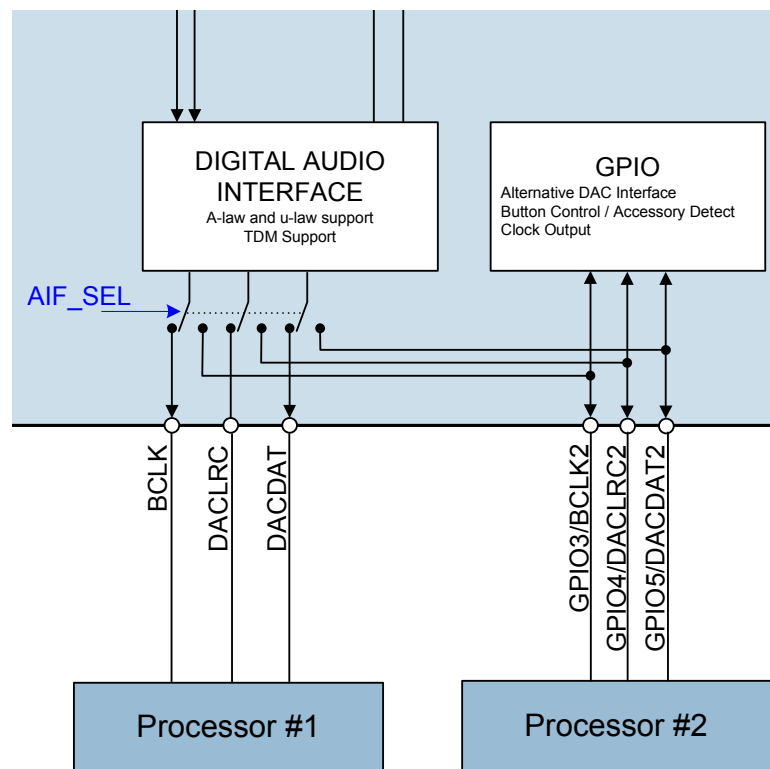 DIGITAL AUDIO
INTERFACE
A-law and u-law support
TDM Support
GPIO
Alternative DAC Interface
Button Control / Accessory Detect
Clock Output
AIF_SEL
BCLK
DACLRC
DACDAT
GPIO3/BCLK2
GPIO4/DACLRC2
GPIO5/DACDAT2
Processor #1
Processor #2